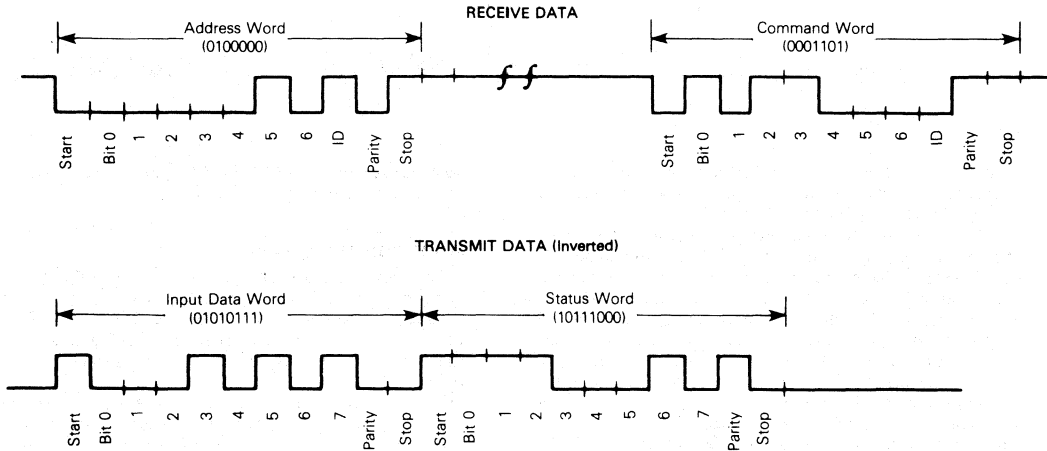 RECEIVE DATA
Address Word
(0100000)
Command Word
(0001101)
Start Bit 0 1 2 3 4 5 6 ID Parity Stop
Start Bit 0 1 2 3 4 5 6 ID Parity Stop
TRANSMIT DATA (Inverted)
Input Data Word
(01010111)
Status Word
(10111000)
Start Bit 0 1 2 3 4 5 6 7 Parity Stop Start Bit 0 1 2 3 4 5 6 7 Parity Stop